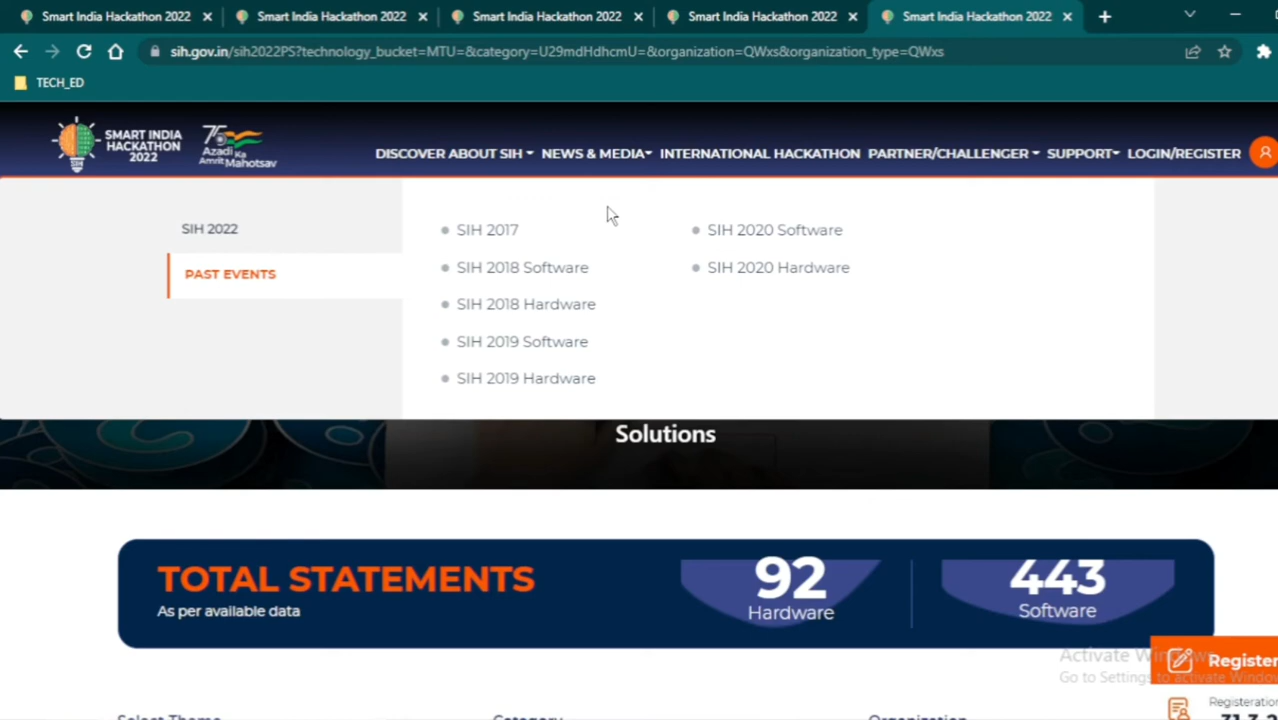 Smart India Hackathon 2022 Smart India Hackathon 2022 Smart India Hackathon 2022 Smart India Hackathon 2022 Smart India Hackathon 2022
sih.gov.in/sih2022PS?technology_bucket=MTU=&category=U29mdHdhcmU=&organization=QWxs&organization_type=QWxs
TECH_ED
SMART INDIA
HACKATHON
2022
75
Azadi Ka
Amrit Mahotsav
DISCOVER ABOUT SIH NEWS & MEDIA INTERNATIONAL HACKATHON PARTNER/CHALLENGER SUPPORT LOGIN/REGISTER
SIH 2022
PAST EVENTS
SIH 2017
SIH 2018 Software
SIH 2018 Hardware
SIH 2019 Software
SIH 2019 Hardware
SIH 2020 Software
SIH 2020 Hardware
Solutions
TOTAL STATEMENTS
As per available data
92
Hardware
443
Software
Activate Windows
Go to Settings to activate Window
Register
Registeration
Select Theme Category Organization